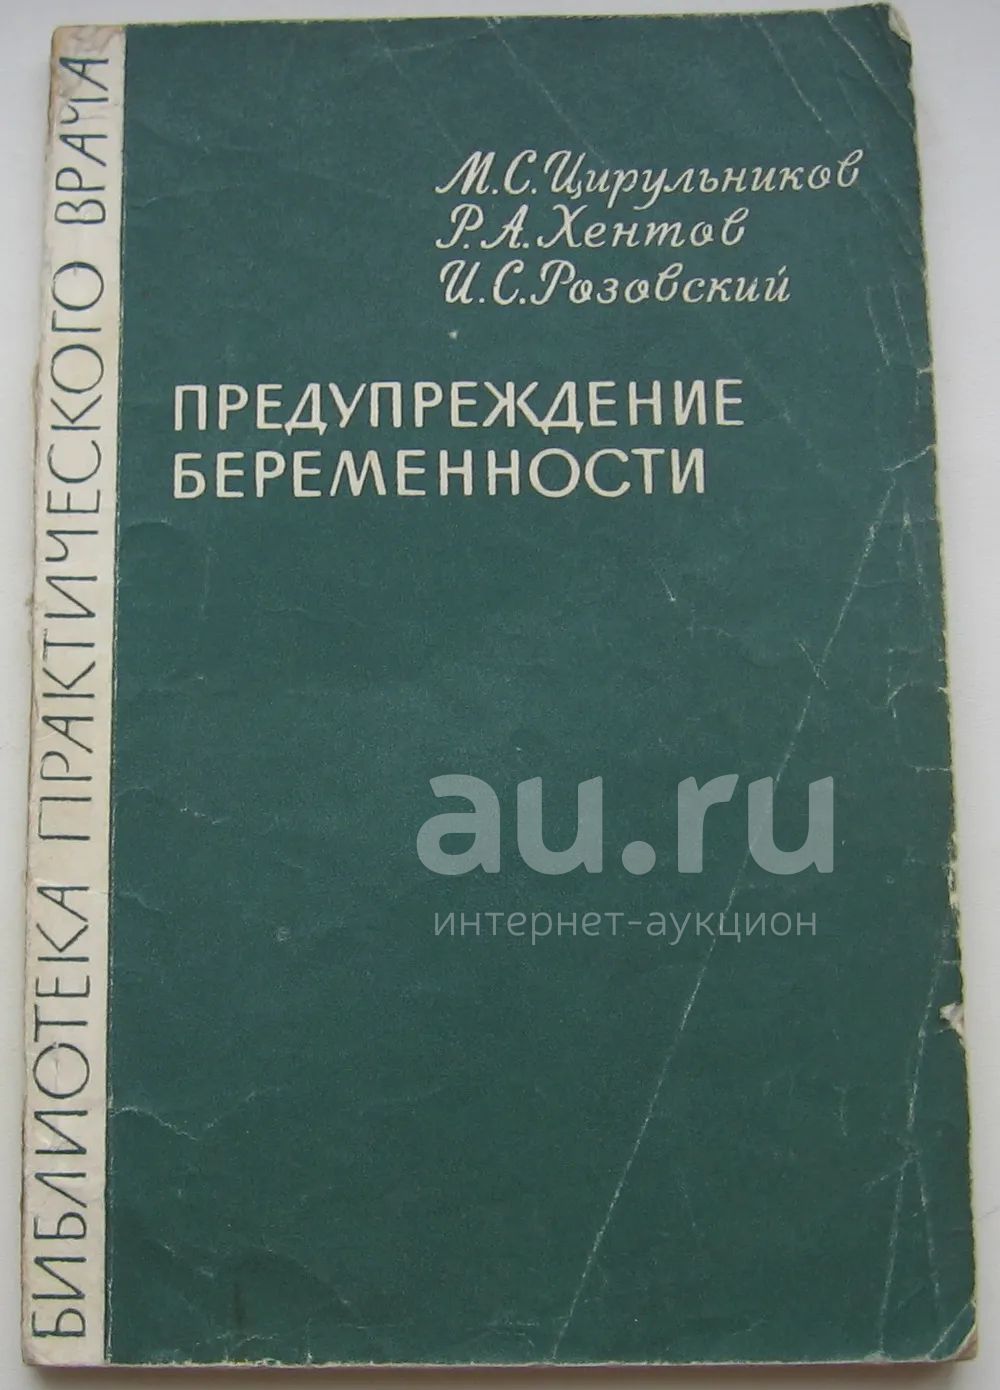 БИБЛИОТЕКА ПРАКТИЧЕСКОГО ВРАЧА
М. С. Цирульников
Р. А. Хентов
И. С. Розовский
ПРЕДУПРЕЖДЕНИЕ
БЕРЕМЕННОСТИ
au.ru
интернет-аукцион